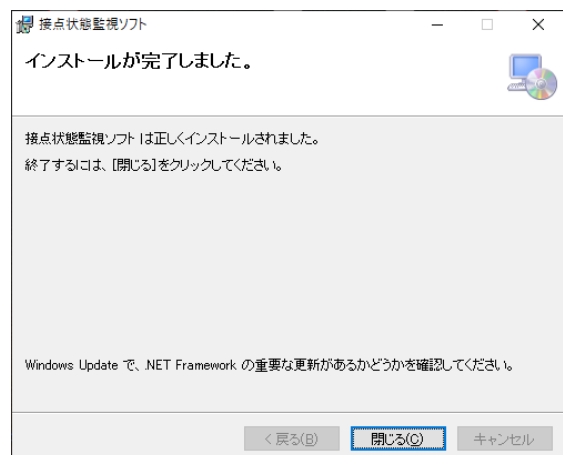 接点状態監視ソフト
インストールが完了しました。
接点状態監視ソフト は正しくインストールされました。
終了するには、[閉じる]をクリックしてください。
Windows Update で、.NET Framework の重要な更新があるかどうかを確認してください。
< 戻る(B)
閉じる(C)
キャンセル